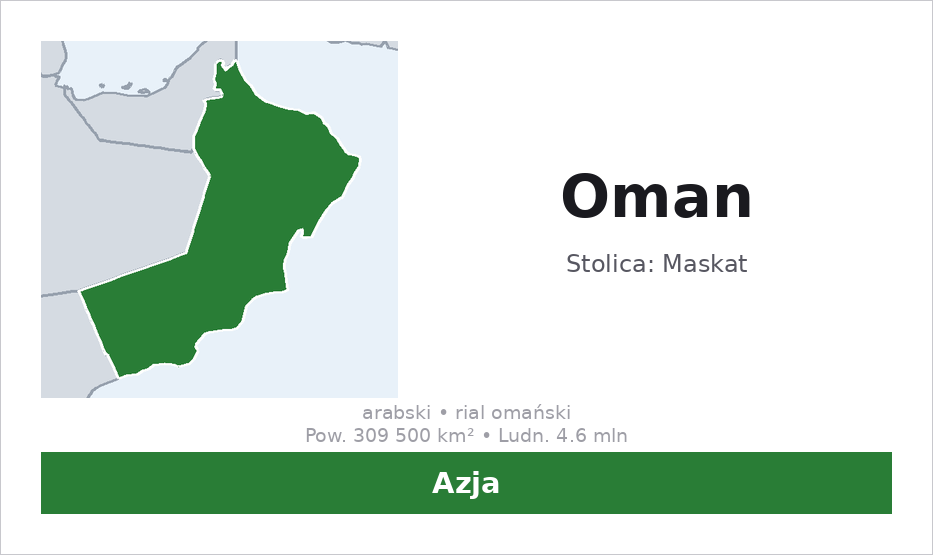 Oman
Stolica: Maskat
arabski • rial omański
Pow. 309 500 km² • Ludn. 4.6 mln
Azja